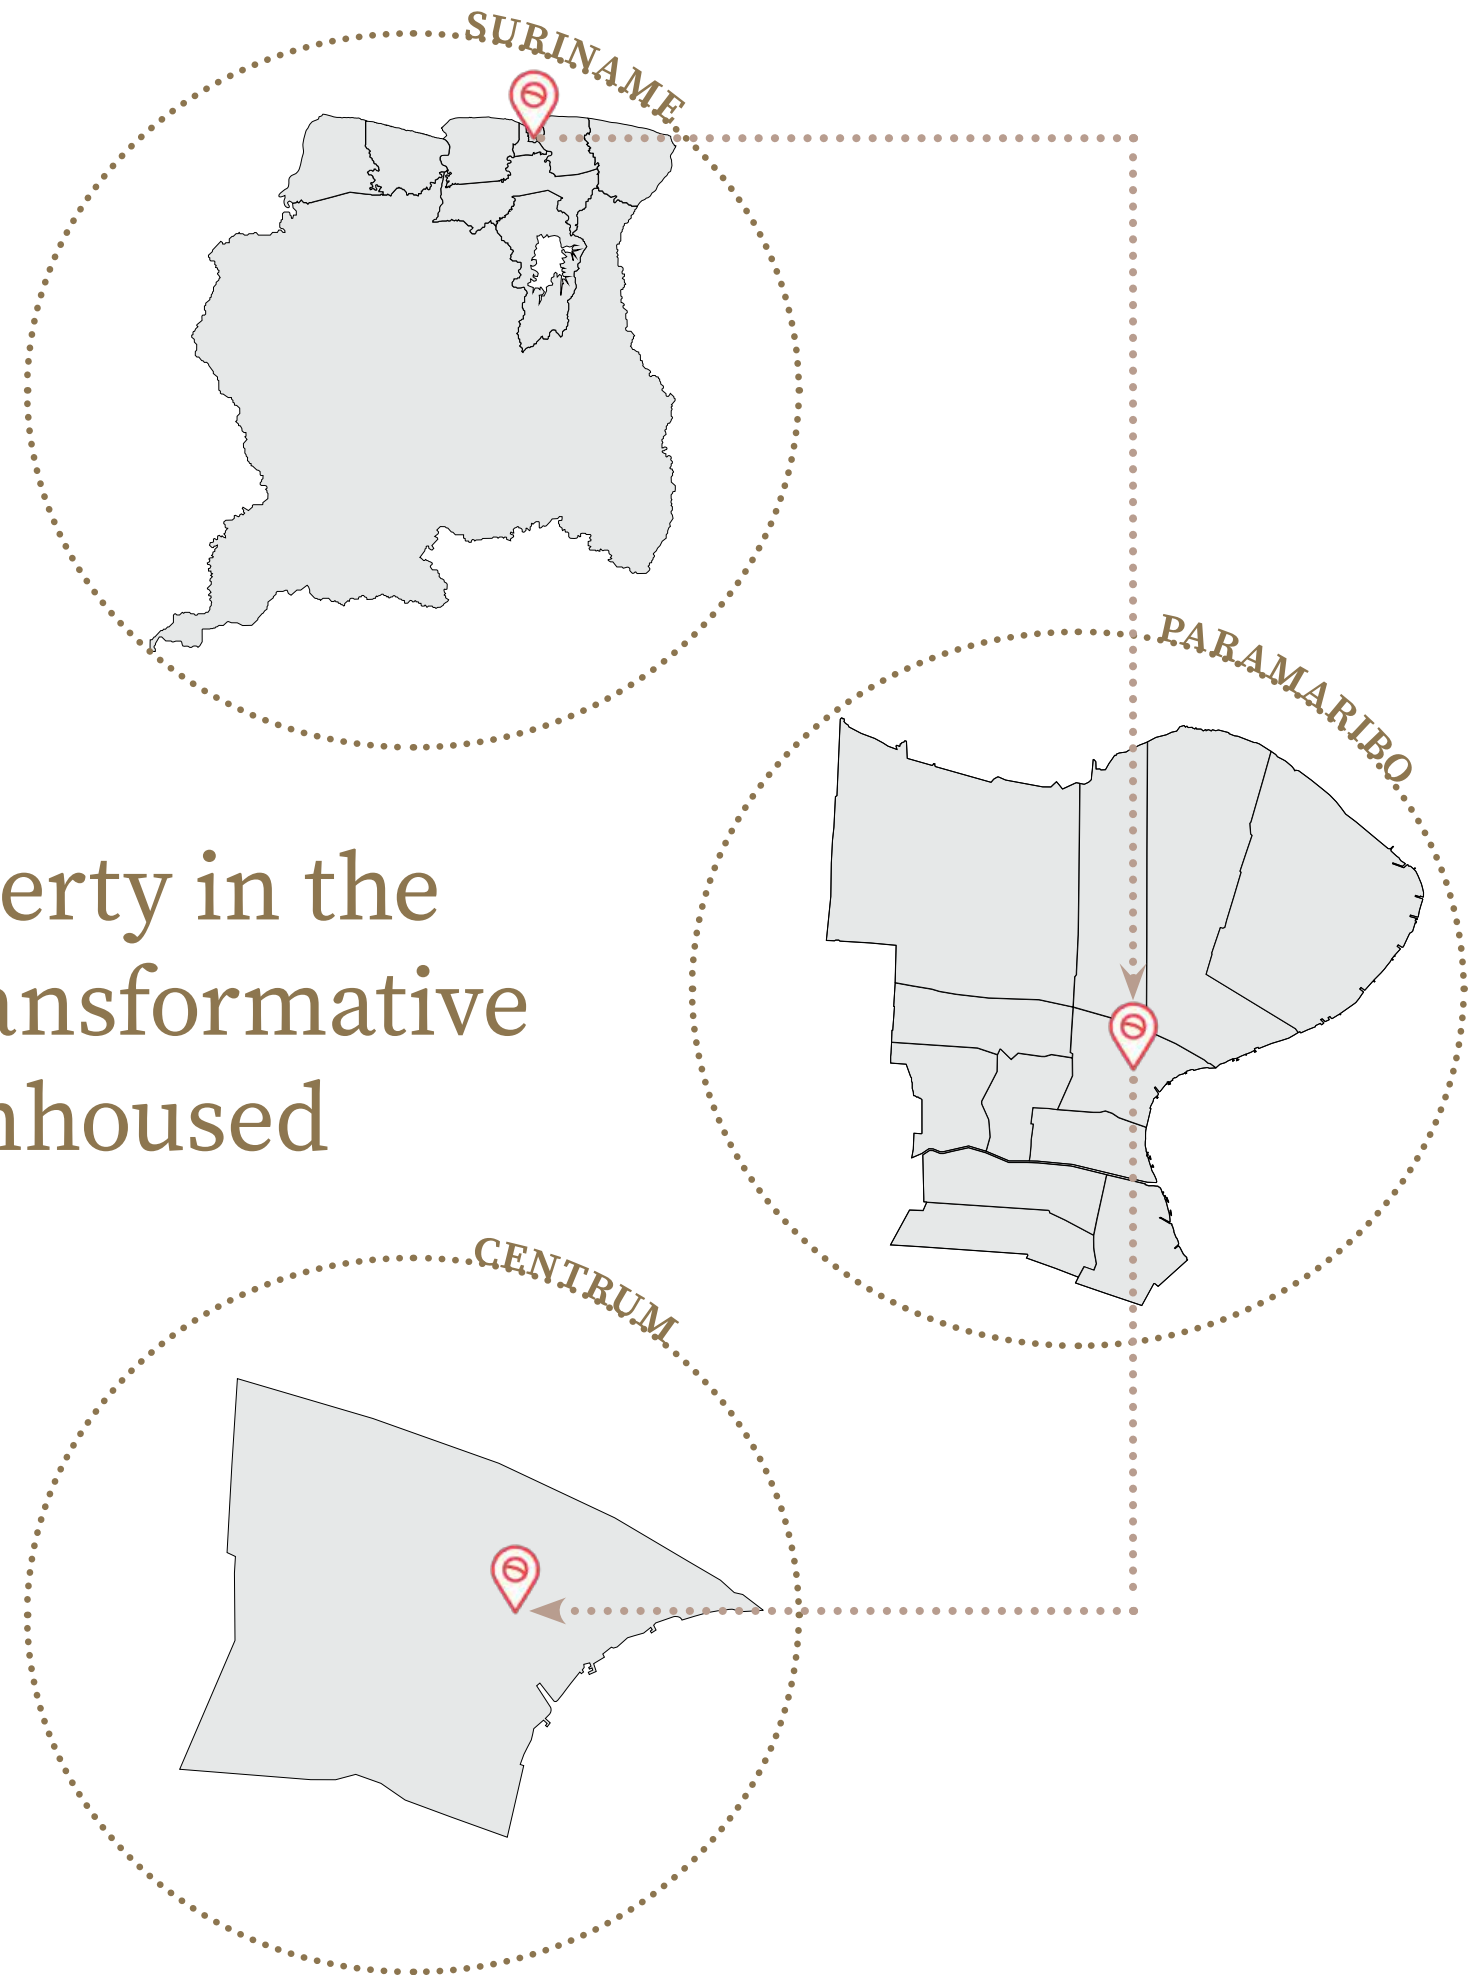 SURINAME
PARAMARIBO
erty in the
ansformative
nhoused
CENTRUM